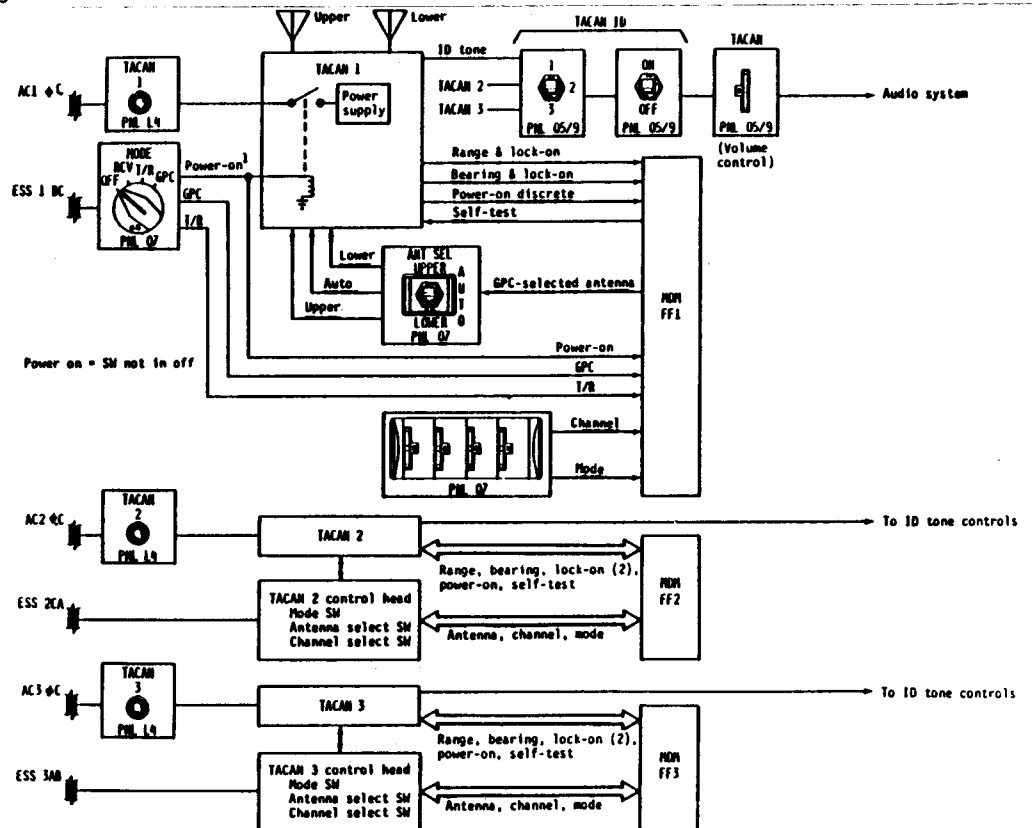 Upper
Lower
TACAN ID
TACAN
AC1 ϕC
TACAN
1
PNL L4
TACAN 1
Power
supply
ID tone
TACAN 2
TACAN 3
1
2
3
PNL O5/9
ON
OFF
PNL O5/9
PNL O5/9
(Volume
control)
Audio system
ESS 1 BC
MODE
OFF RCV T/R GPC
PNL O7
Power-on¹
GPC
T/R
Range & lock-on
Bearing & lock-on
Power-on discrete
Self-test
Lower
Auto
Upper
ANT SEL
UPPER
AUTO
LOWER
PNL O7
GPC-selected antenna
MDM
FF1
Power on = SW not in off
Power-on
GPC
T/R
Channel
Mode
PNL O7
AC2 ϕC
TACAN
2
PNL L4
TACAN 2
To ID tone controls
Range, bearing, lock-on (2),
power-on, self-test
MDM
FF2
ESS 2CA
TACAN 2 control head
Mode SW
Antenna select SW
Channel select SW
Antenna, channel, mode
AC3 ϕC
TACAN
3
PNL L4
TACAN 3
To ID tone controls
Range, bearing, lock-on (2),
power-on, self-test
MDM
FF3
ESS 3AB
TACAN 3 control head
Mode SW
Antenna select SW
Channel select SW
Antenna, channel, mode